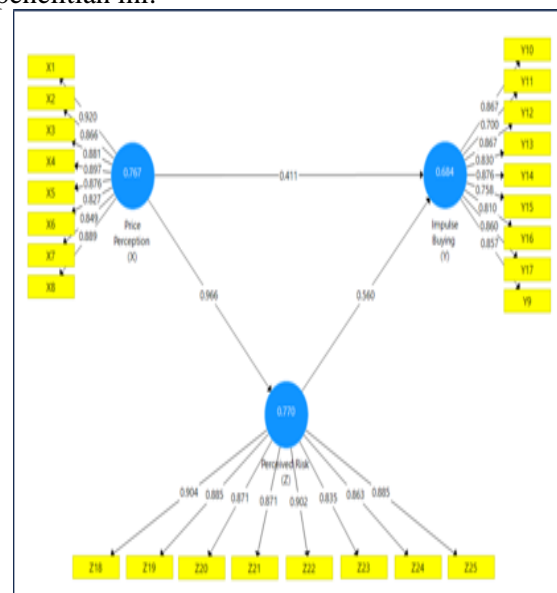 penelitian ini.
X1
X2
X3
X4
X5
X6
X7
X8
0.920
0.866
0.881
0.897
0.876
0.827
0.849
0.889
0.767
Price
Perception
(X)
0.411
0.966
0.560
0.684
Impulse
Buying
(Y)
0.867
0.700
0.867
0.830
0.876
0.758
0.810
0.860
0.857
Y10
Y11
Y12
Y13
Y14
Y15
Y16
Y17
Y9
0.770
Perceived Risk
(Z)
0.904 0.885 0.871 0.871 0.902 0.835 0.863 0.885
Z18 Z19 Z20 Z21 Z22 Z23 Z24 Z25